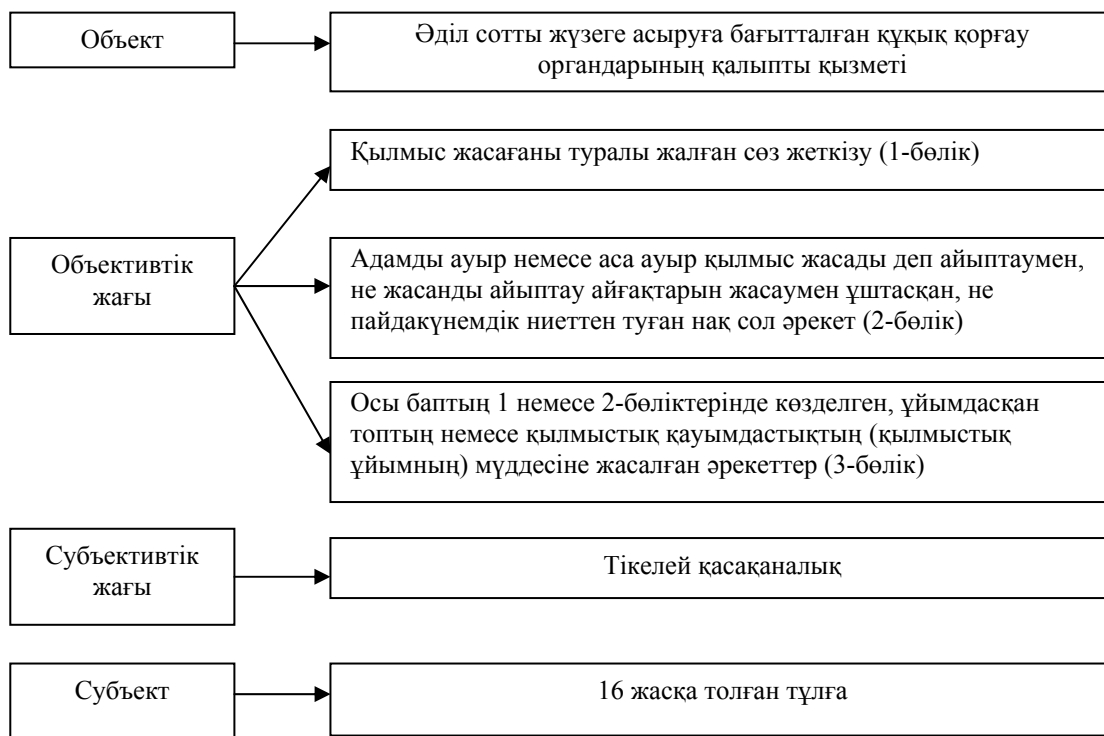 Объект
Әділ сотты жүзеге асыруға бағытталған құқық қорғау
органдарының қалыпты қызметі
Қылмыс жасағаны туралы жалған сөз жеткізу (1-бөлік)
Объективтік
жағы
Адамды ауыр немесе аса ауыр қылмыс жасады деп айыптаумен,
не жасанды айыптау айғақтарын жасаумен ұштасқан, не
пайдакүнемдік ниеттен туған нақ сол әрекет (2-бөлік)
Осы баптың 1 немесе 2-бөліктерінде көзделген, ұйымдасқан
топтың немесе қылмыстық қауымдастықтың (қылмыстық
ұйымның) мүддесіне жасалған әрекеттер (3-бөлік)
Субъективтік
жағы
Тікелей қасақаналық
Субъект
16 жасқа толған тұлға